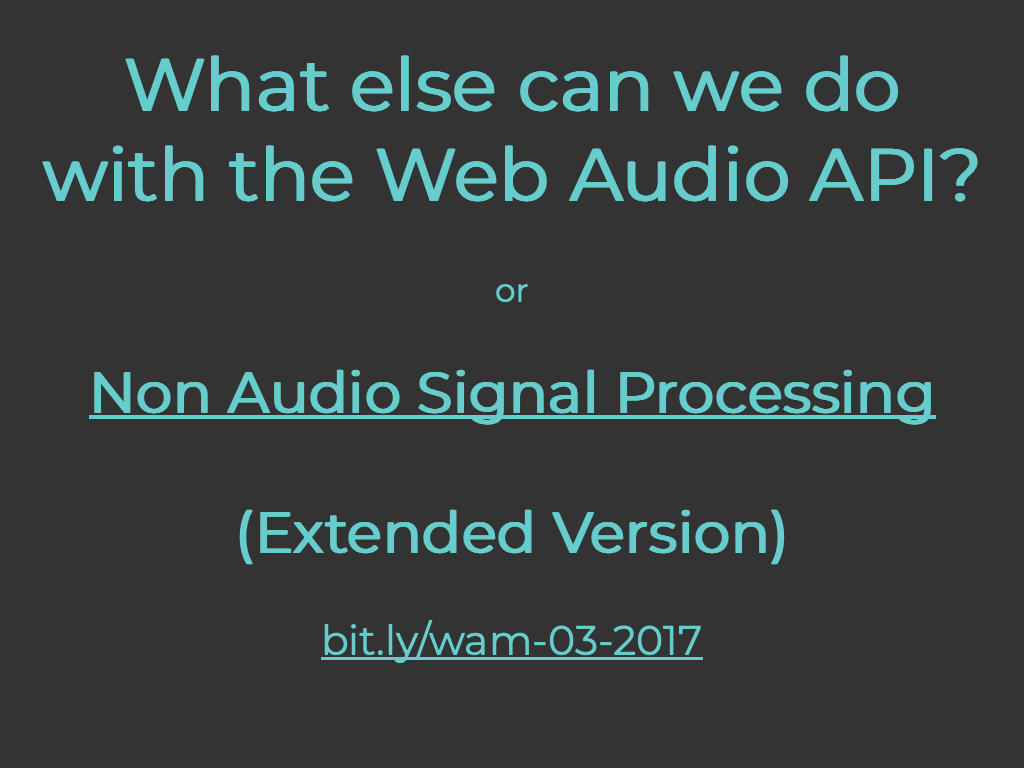 What else can we do
with the Web Audio API?
or
Non Audio Signal Processing
(Extended Version)
bit.ly/wam-03-2017